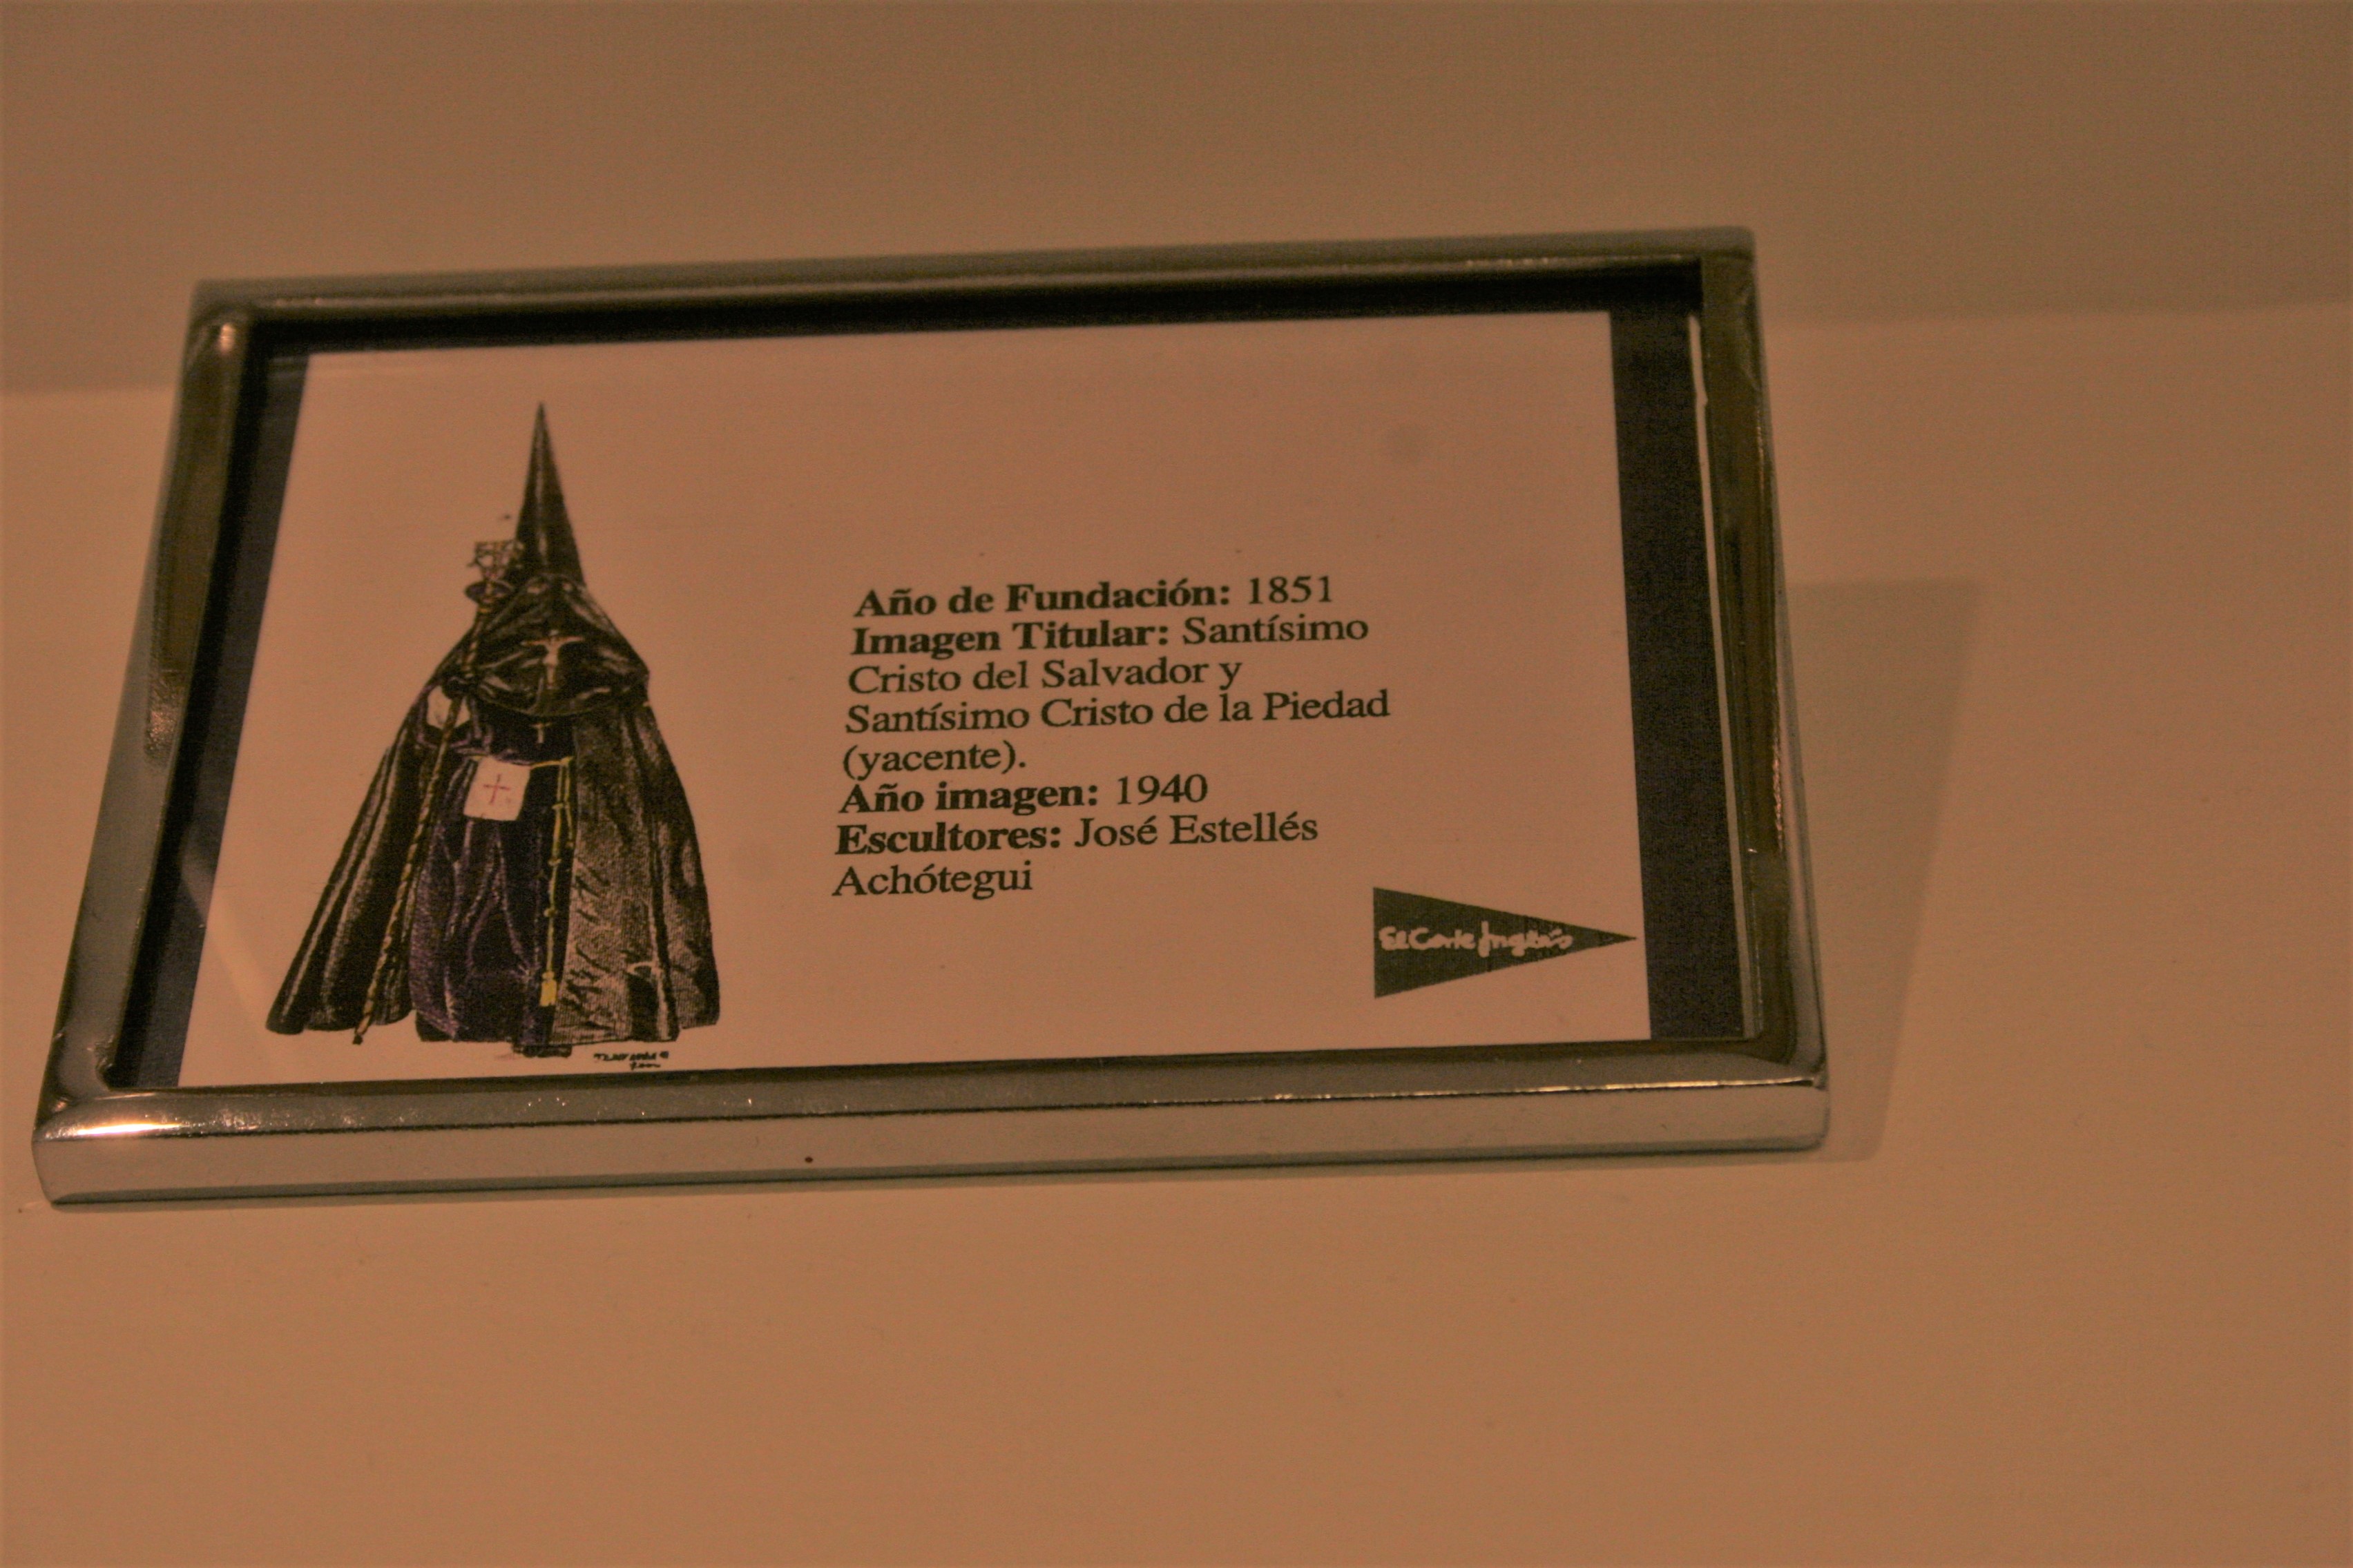 Año de Fundación: 1851
Imagen Titular: Santísimo
Cristo del Salvador y
Santísimo Cristo de la Piedad
(yacente).
Año imagen: 1940
Escultores: José Estellés
Achótegui
El Corte Inglés